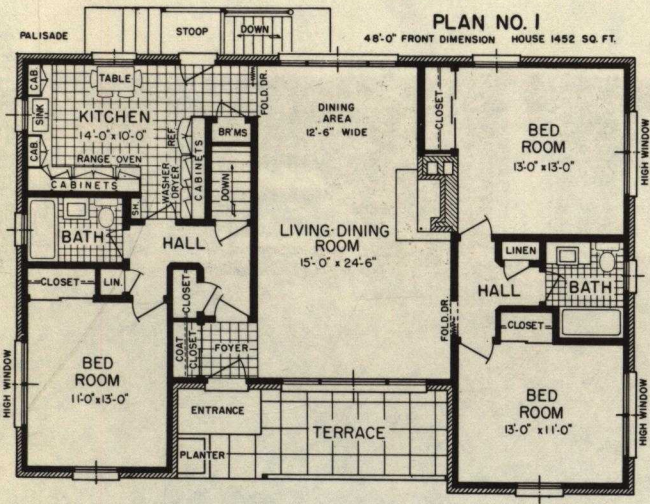 PLAN NO. 1
48'-0" FRONT DIMENSION HOUSE 1452 SQ. FT.
PALISADE
STOOP
DOWN
CAB.
TABLE
SINK
KITCHEN
14'-0" x 10'-0"
CAB.
RANGE OVEN
CABINETS
REF.
WASHER
DRYER
CABINETS
FOLD. DR.
BR'MS
DOWN
DINING
AREA
12'-6" WIDE
CLOSET
BED
ROOM
13'-0" x 13'-0"
HIGH WINDOW
SH.
BATH
HALL
LIVING-DINING
ROOM
15'-0" x 24'-6"
LINEN
HALL
BATH
CLOSET
LIN.
CLOSET
FOLD. DR.
CLOSET
COAT
CLOSET
FOYER
BED
ROOM
11'-0" x 13'-0"
HIGH WINDOW
BED
ROOM
13'-0" x 11'-0"
HIGH WINDOW
ENTRANCE
TERRACE
PLANTER